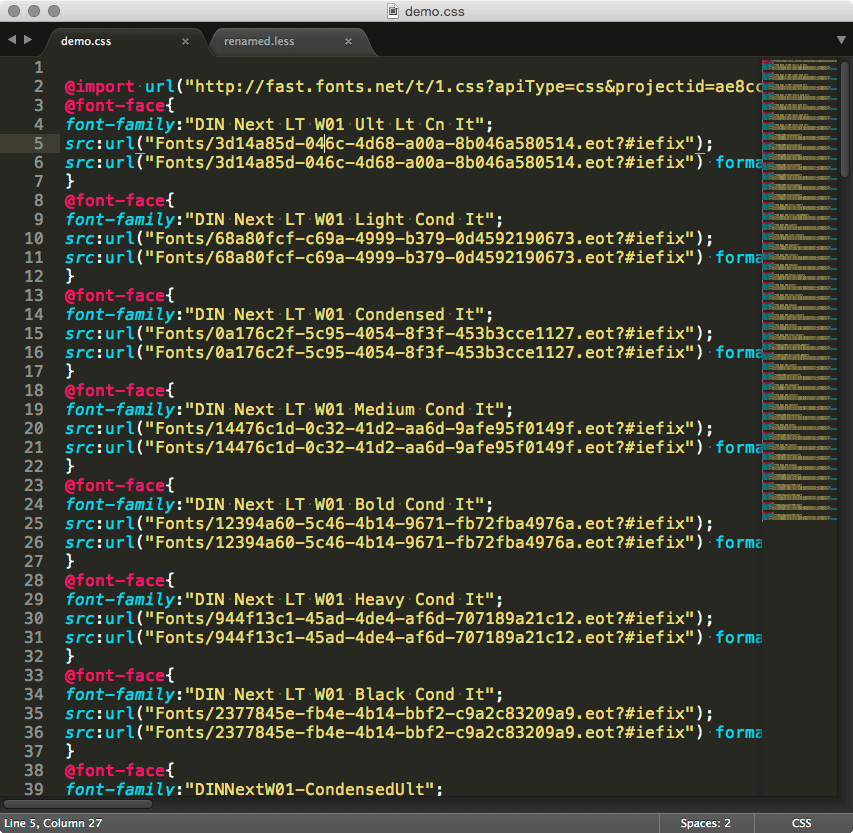 demo.css
demo.css × renamed.less ×
1
2 @import url("http://fast.fonts.net/t/1.css?apiType=css&projectid=ae8cc
3 @font-face{
4 font-family:"DIN Next LT W01 Ult Lt Cn It";
5 src:url("Fonts/3d14a85d-046c-4d68-a00a-8b046a580514.eot?#iefix");
6 src:url("Fonts/3d14a85d-046c-4d68-a00a-8b046a580514.eot?#iefix") forma
7 }
8 @font-face{
9 font-family:"DIN Next LT W01 Light Cond It";
10 src:url("Fonts/68a80fcf-c69a-4999-b379-0d4592190673.eot?#iefix");
11 src:url("Fonts/68a80fcf-c69a-4999-b379-0d4592190673.eot?#iefix") forma
12 }
13 @font-face{
14 font-family:"DIN Next LT W01 Condensed It";
15 src:url("Fonts/0a176c2f-5c95-4054-8f3f-453b3cce1127.eot?#iefix");
16 src:url("Fonts/0a176c2f-5c95-4054-8f3f-453b3cce1127.eot?#iefix") forma
17 }
18 @font-face{
19 font-family:"DIN Next LT W01 Medium Cond It";
20 src:url("Fonts/14476c1d-0c32-41d2-aa6d-9afe95f0149f.eot?#iefix");
21 src:url("Fonts/14476c1d-0c32-41d2-aa6d-9afe95f0149f.eot?#iefix") forma
22 }
23 @font-face{
24 font-family:"DIN Next LT W01 Bold Cond It";
25 src:url("Fonts/12394a60-5c46-4b14-9671-fb72fba4976a.eot?#iefix");
26 src:url("Fonts/12394a60-5c46-4b14-9671-fb72fba4976a.eot?#iefix") forma
27 }
28 @font-face{
29 font-family:"DIN Next LT W01 Heavy Cond It";
30 src:url("Fonts/944f13c1-45ad-4de4-af6d-707189a21c12.eot?#iefix");
31 src:url("Fonts/944f13c1-45ad-4de4-af6d-707189a21c12.eot?#iefix") forma
32 }
33 @font-face{
34 font-family:"DIN Next LT W01 Black Cond It";
35 src:url("Fonts/2377845e-fb4e-4b14-bbf2-c9a2c83209a9.eot?#iefix");
36 src:url("Fonts/2377845e-fb4e-4b14-bbf2-c9a2c83209a9.eot?#iefix") forma
37 }
38 @font-face{
39 font-family:"DINNextW01-CondensedUlt";
Line 5, Column 27 Spaces: 2 CSS